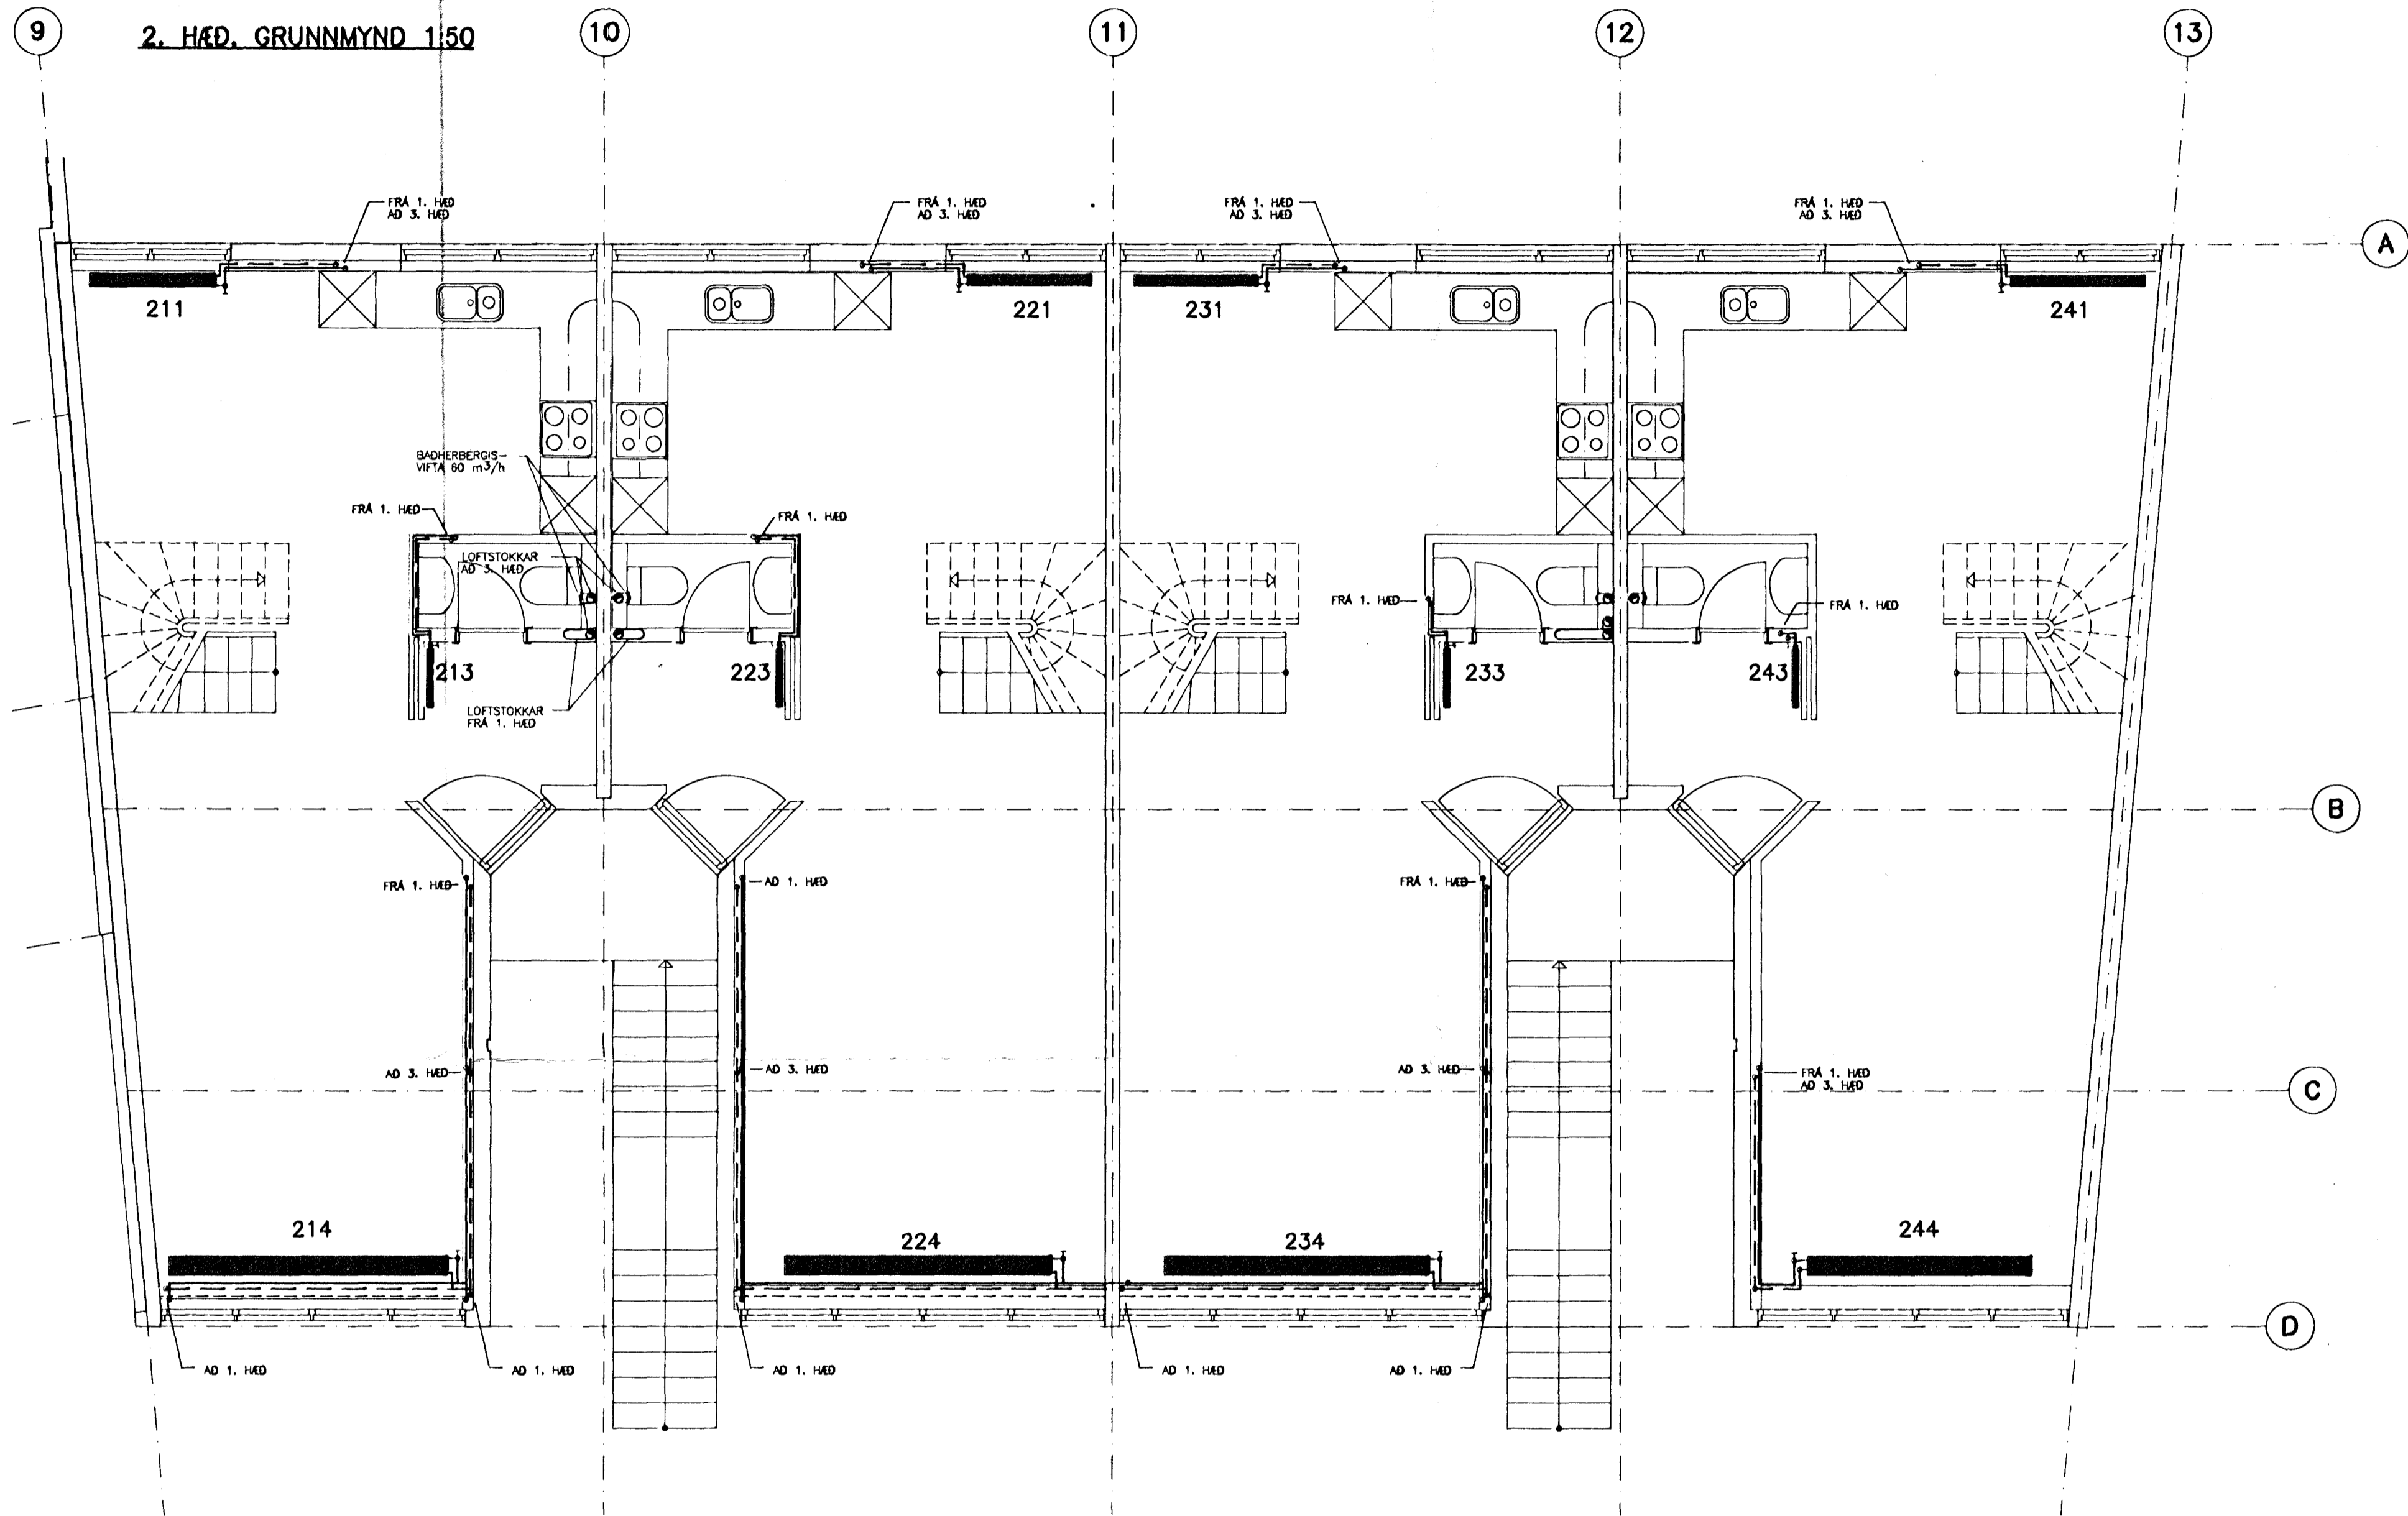 9
2. HÆÐ. GRUNNMYND 1:50
10
11
12
13
FRÁ 1. HÆÐ
AÐ 3. HÆÐ
FRÁ 1. HÆÐ
AÐ 3. HÆÐ
FRÁ 1. HÆÐ
AÐ 3. HÆÐ
FRÁ 1. HÆÐ
AÐ 3. HÆÐ
A
211
221
231
241
BAÐHERBERGIS-
VIFTA 60 m³/h
FRÁ 1. HÆÐ
FRÁ 1. HÆÐ
LOFTSTOKKAR
AÐ 3. HÆÐ
FRÁ 1. HÆÐ
FRÁ 1. HÆÐ
213
223
233
243
LOFTSTOKKAR
FRÁ 1. HÆÐ
B
FRÁ 1. HÆÐ
AÐ 1. HÆÐ
FRÁ 1. HÆÐ
AÐ 3. HÆÐ
AÐ 3. HÆÐ
AÐ 3. HÆÐ
FRÁ 1. HÆÐ
AÐ 3. HÆÐ
C
214
224
234
244
D
AÐ 1. HÆÐ
AÐ 1. HÆÐ
AÐ 1. HÆÐ
AÐ 1. HÆÐ
AÐ 1. HÆÐ